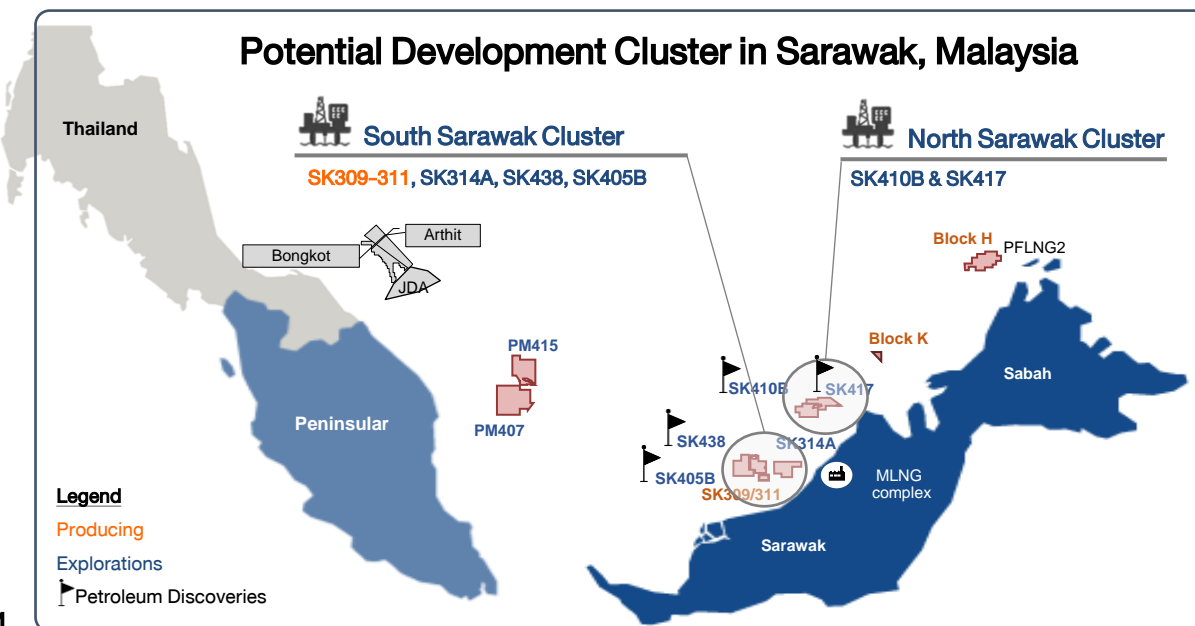 Potential Development Cluster in Sarawak, Malaysia
Thailand
South Sarawak Cluster
SK309-311, SK314A, SK438, SK405B
North Sarawak Cluster
SK410B & SK417
Arthit
Bongkot
JDA
Block H
PFLNG2
Block K
PM415
PM407
Peninsular
SK410B
SK417
SK438
SK314A
SK405B
SK309/311
Sabah
MLNG
complex
Sarawak
Legend
Producing
Explorations
Petroleum Discoveries